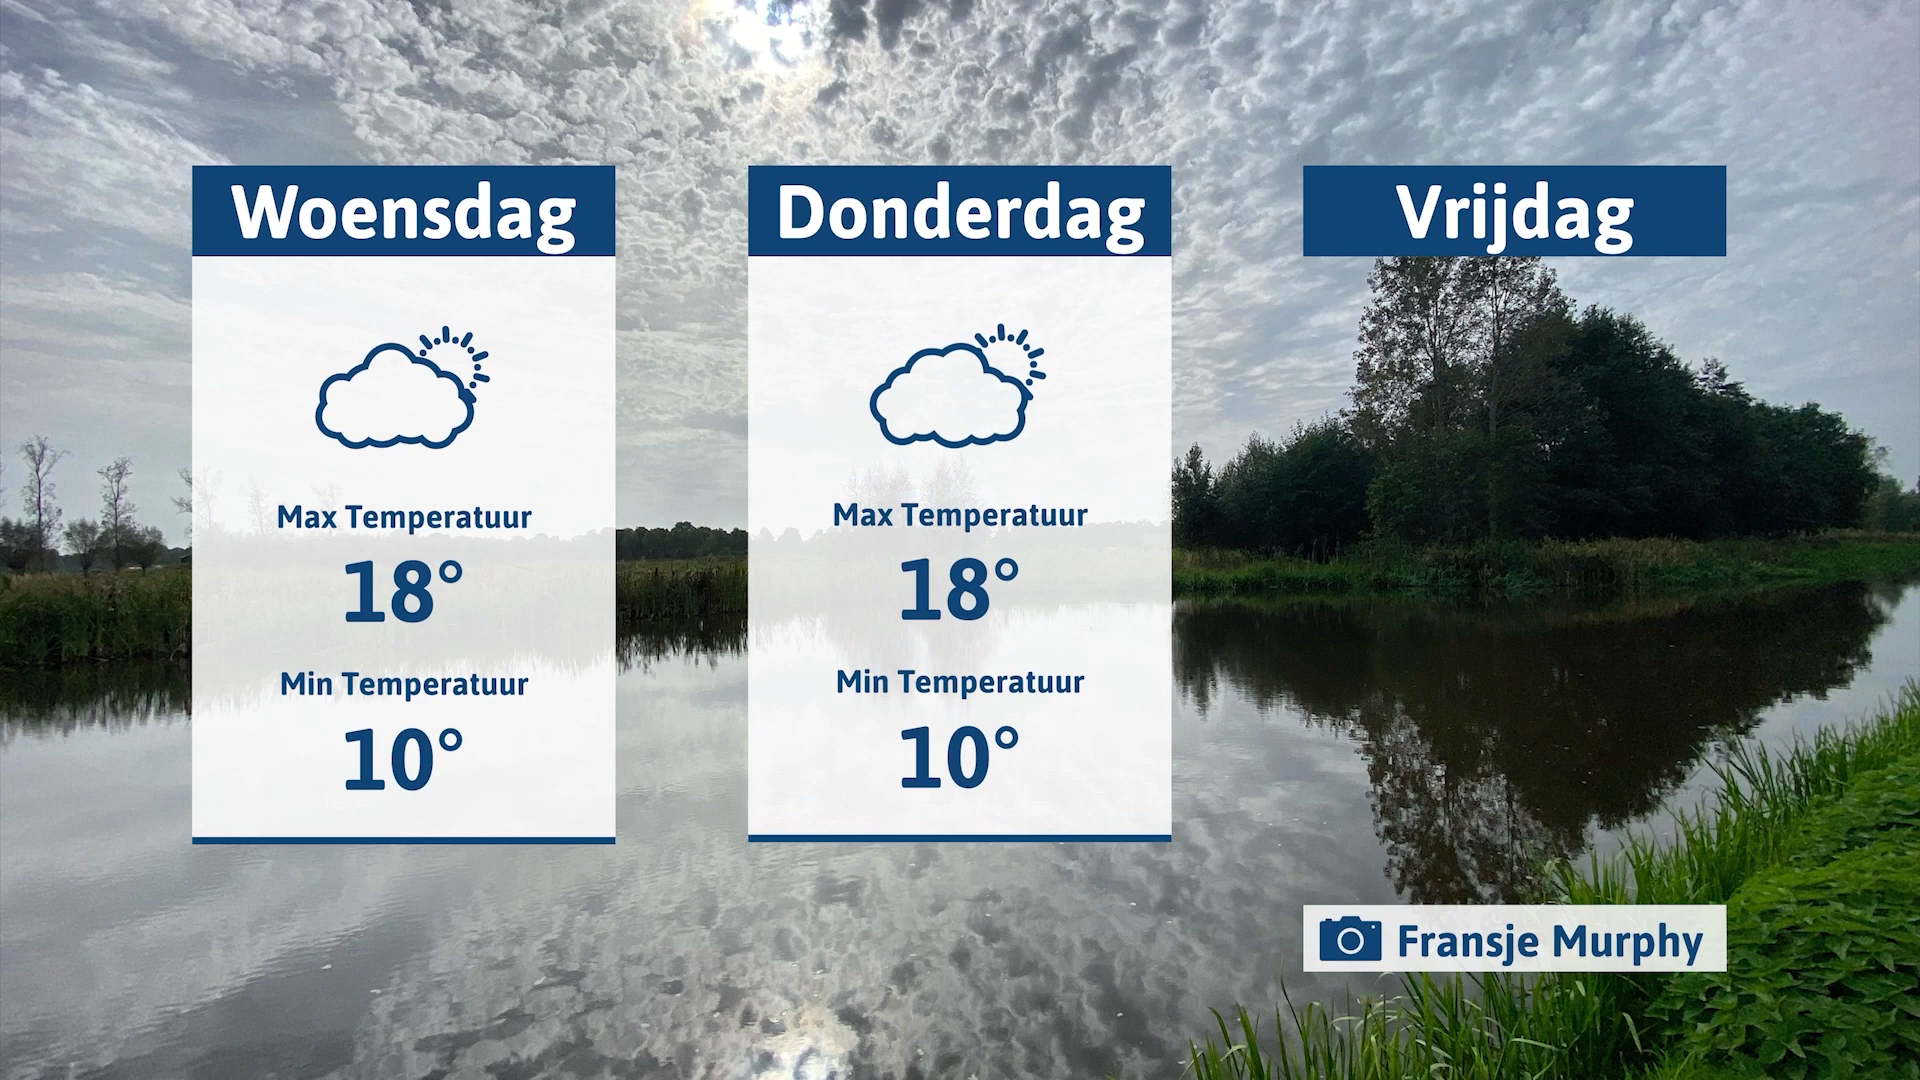 Woensdag
Max Temperatuur
18°
Min Temperatuur
10°
Donderdag
Max Temperatuur
18°
Min Temperatuur
10°
Vrijdag
Fransje Murphy